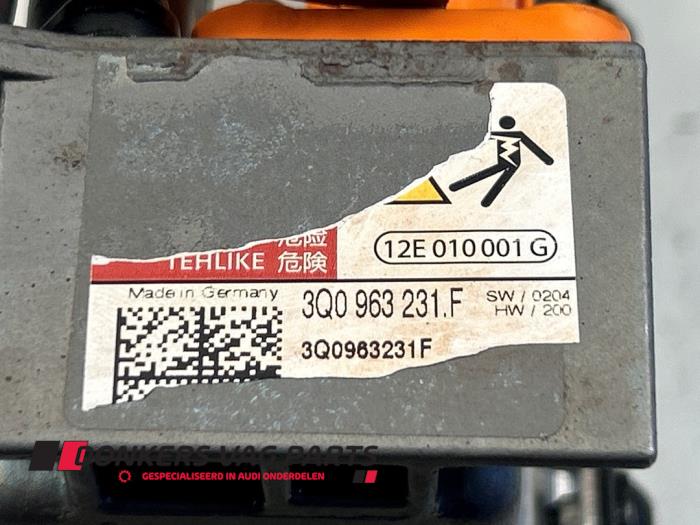 危险
TEHLIKE 危険
12E 010 001 G
Made in Germany
3Q0 963 231.F
SW / 0204
HW / 200
3Q0963231F
DONKERS VAG PARTS
GESPECIALISEERD IN AUDI ONDERDELEN